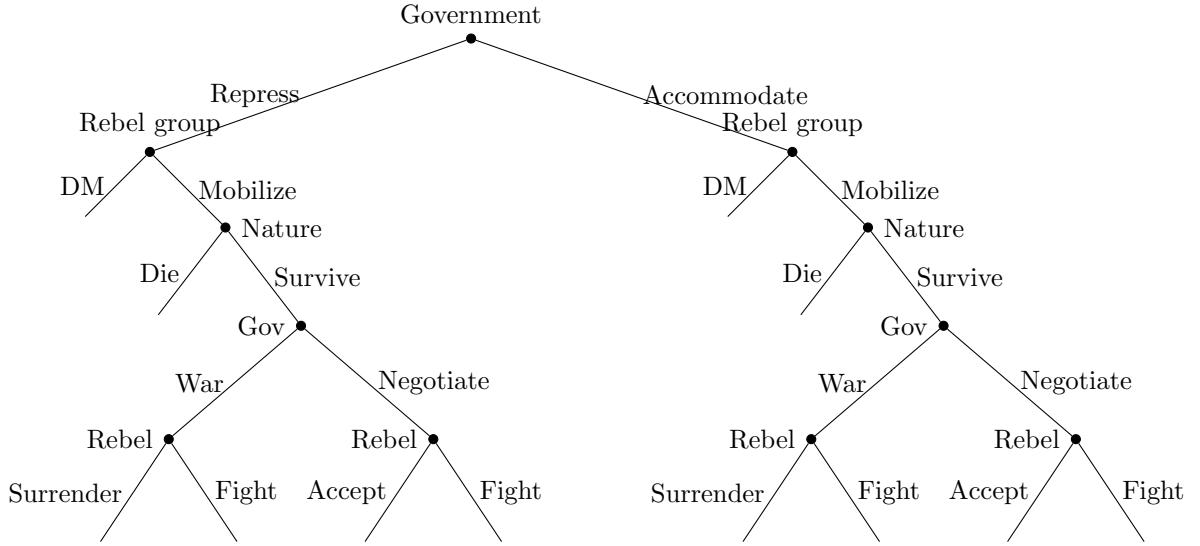 Government
Repress
Accommodate
Rebel group
Rebel group
DM
Mobilize
DM
Mobilize
Nature
Nature
Die
Survive
Die
Survive
Gov
Gov
War
Negotiate
War
Negotiate
Rebel
Rebel
Rebel
Rebel
Surrender
Fight
Accept
Fight
Surrender
Fight
Accept
Fight